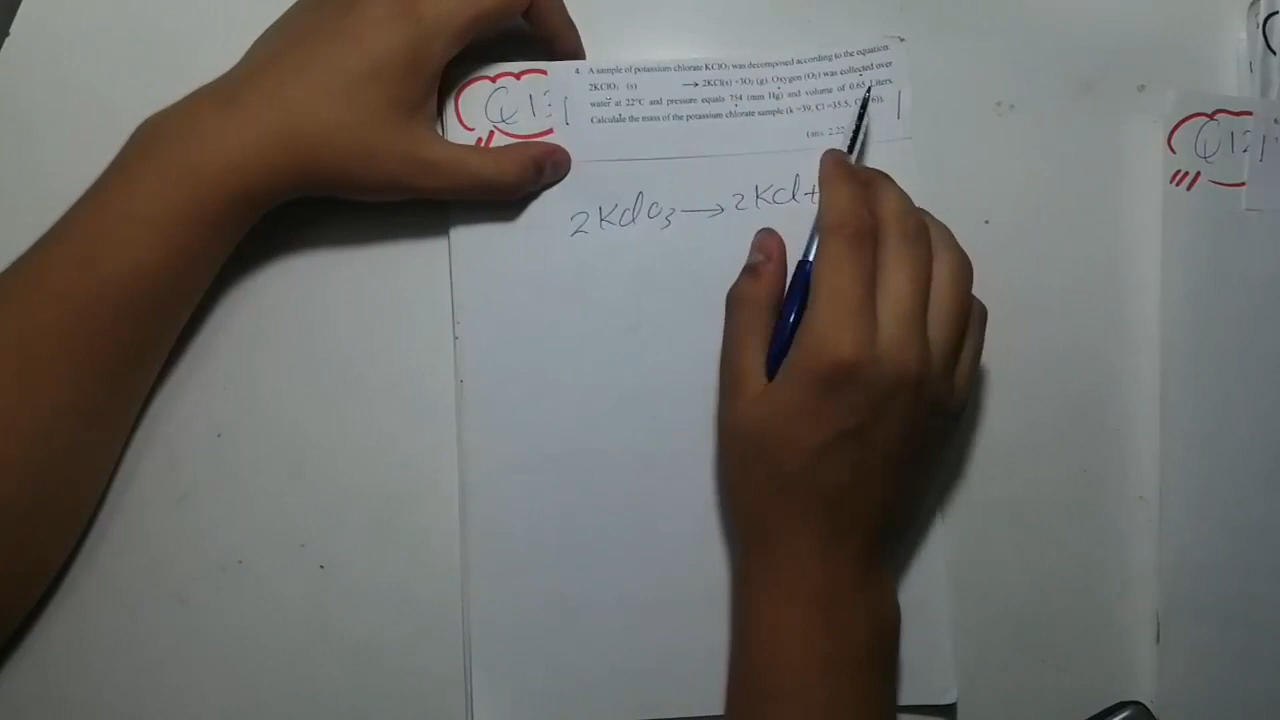 Q 13
4. A sample of potassium chlorate KClO₃ was decomposed according to the equation:
2KClO₃ (s) → 2KCl(s) +3O₂ (g). Oxygen (O₂) was collected over
water at 22°C and pressure equals 754 (mm Hg) and volume of 0.65 Liters.
Calculate the mass of the potassium chlorate sample (k =39, Cl =35.5,
(ans. 2.22
2KClO₃ → 2KCl+
Q 12